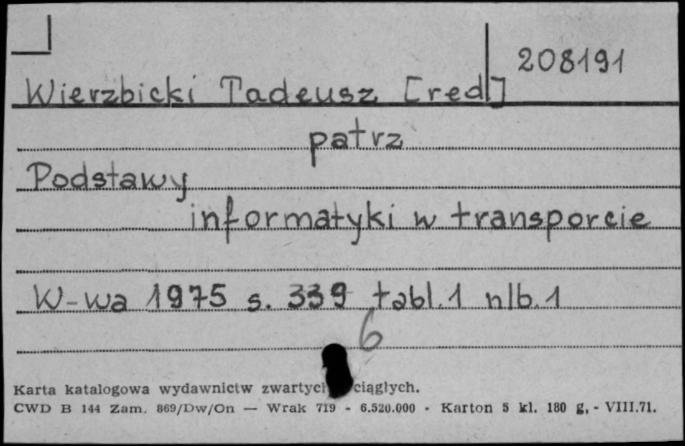 208191
Wierzbicki Tadeusz [red]
patrz
Podstawy
informatyki w transporcie
W-wa 1975 s. 339 tabl. 1 nlb. 1
6
Karta katalogowa wydawnictw zwartych ciągłych.
CWD B 144 Zam. 869/Dw/On — Wrak 719 - 6.520.000 - Karton 5 kl. 180 g, - VIII.71.